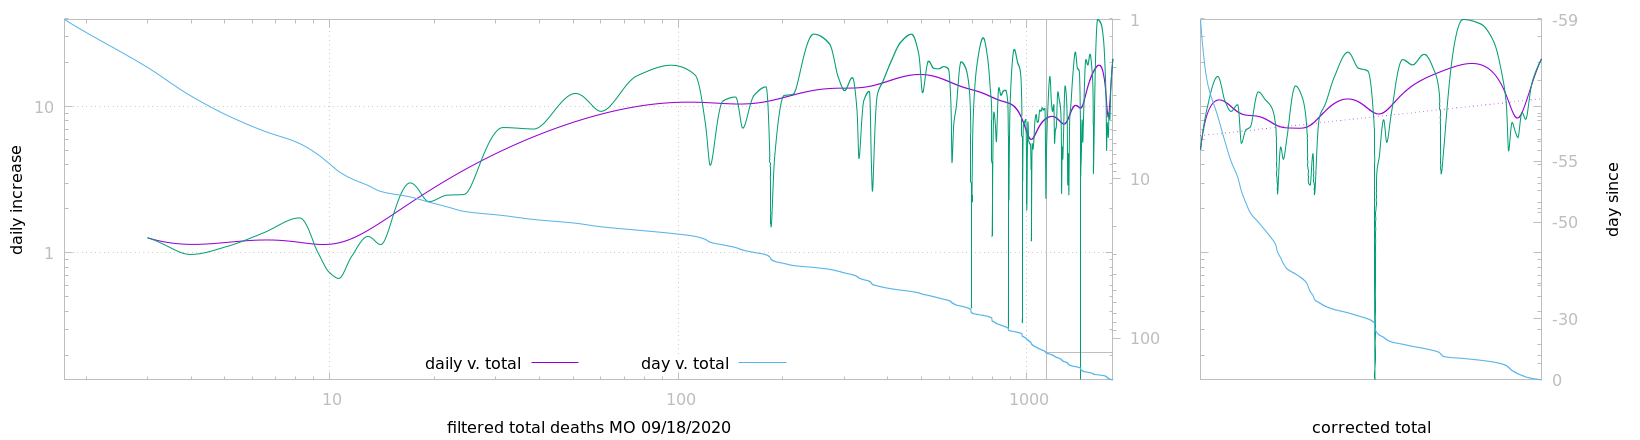 daily increase
10
1
10
100
1000
1
10
100
daily v. total
day v. total
filtered total deaths MO 09/18/2020
-59
-55
-50
-30
0
day since
corrected total